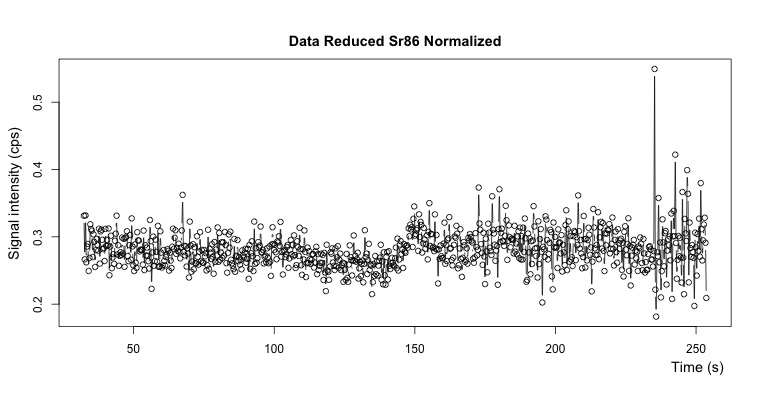 Data Reduced Sr86 Normalized
Signal intensity (cps)
0.5
0.4
0.3
0.2
50 100 150 200 250
Time (s)